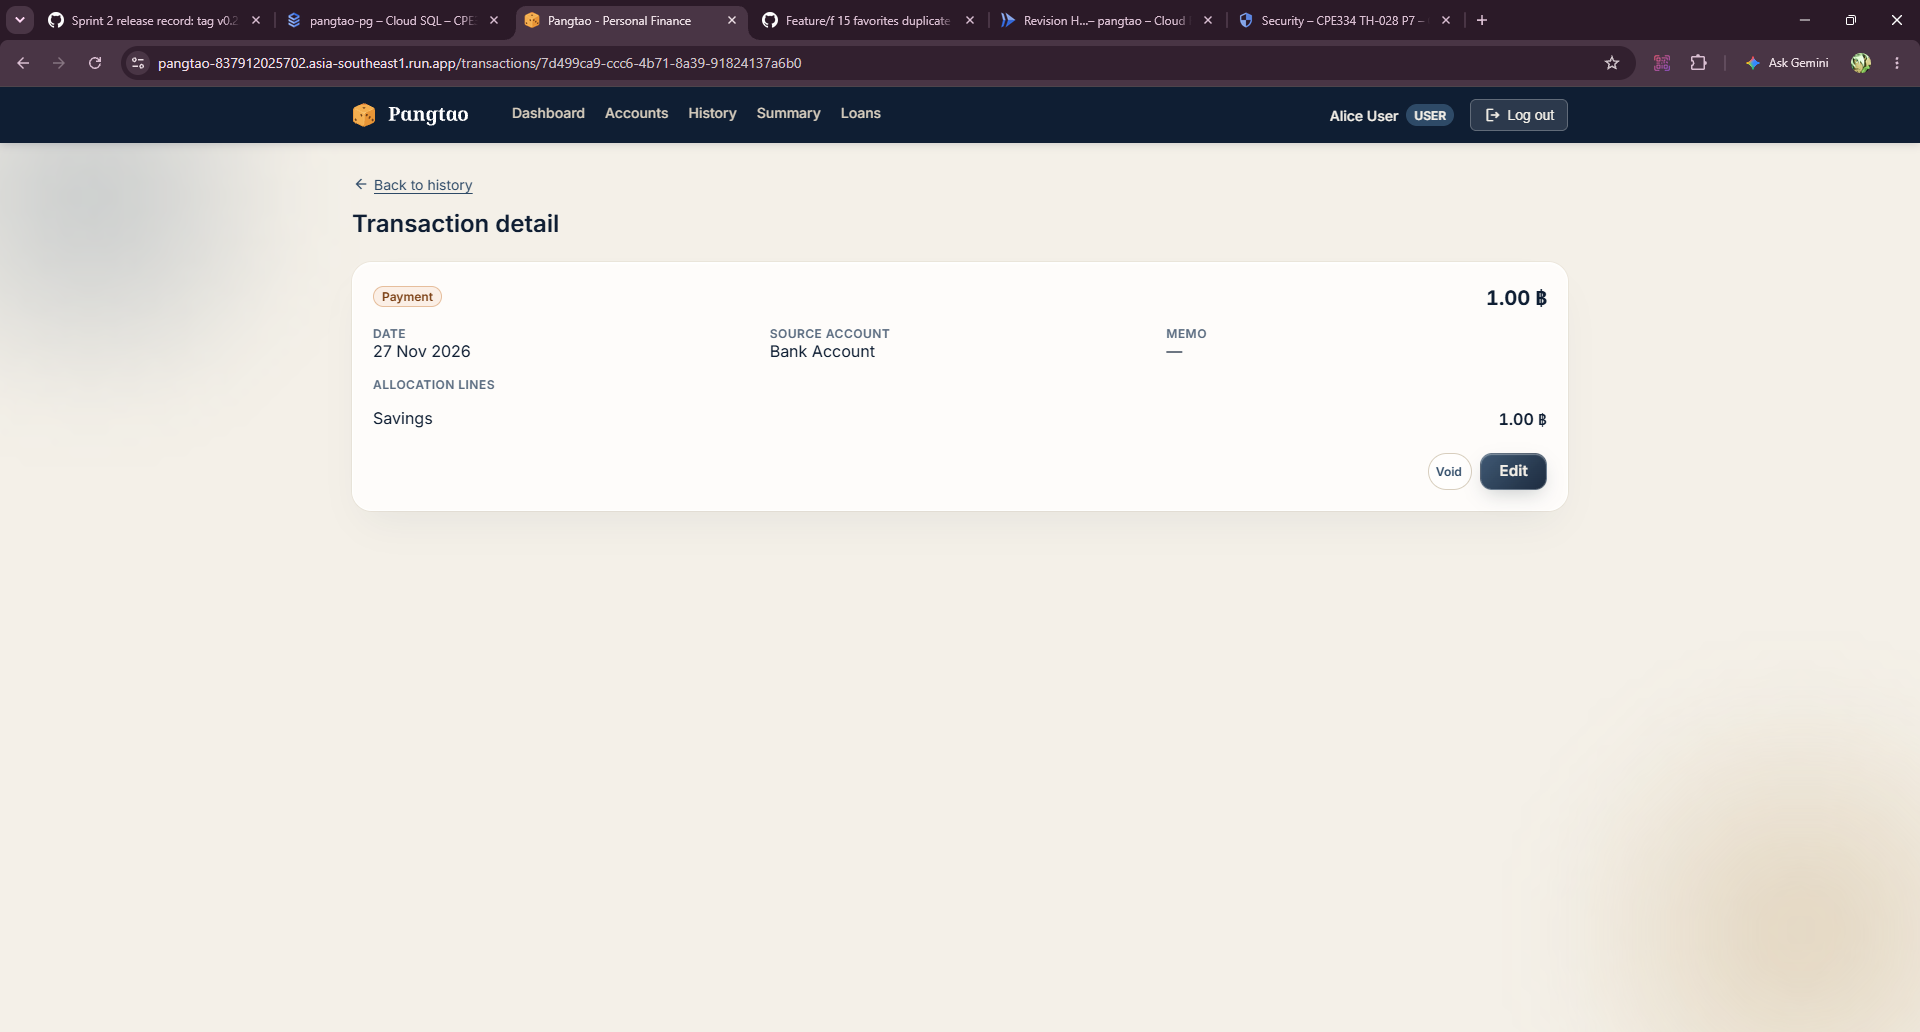 Sprint 2 release record: tag v0.2
pangtao-pg – Cloud SQL – CPE
Pangtao - Personal Finance
Feature/f 15 favorites duplicate
Revision H...– pangtao – Cloud
Security – CPE334 TH-028 P7 –
pangtao-837912025702.asia-southeast1.run.app/transactions/7d499ca9-ccc6-4b71-8a39-91824137a6b0
Ask Gemini
Pangtao
Dashboard
Accounts
History
Summary
Loans
Alice User
USER
Log out
Back to history
Transaction detail
Payment
1.00 ฿
DATE
27 Nov 2026
SOURCE ACCOUNT
Bank Account
MEMO
—
ALLOCATION LINES
Savings
1.00 ฿
Void
Edit